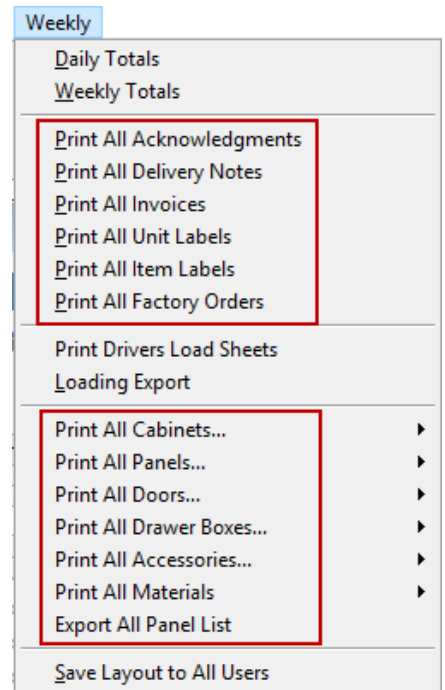 Weekly
Daily Totals
Weekly Totals
Print All Acknowledgments
Print All Delivery Notes
Print All Invoices
Print All Unit Labels
Print All Item Labels
Print All Factory Orders
Print Drivers Load Sheets
Loading Export
Print All Cabinets...
Print All Panels...
Print All Doors...
Print All Drawer Boxes...
Print All Accessories...
Print All Materials
Export All Panel List
Save Layout to All Users